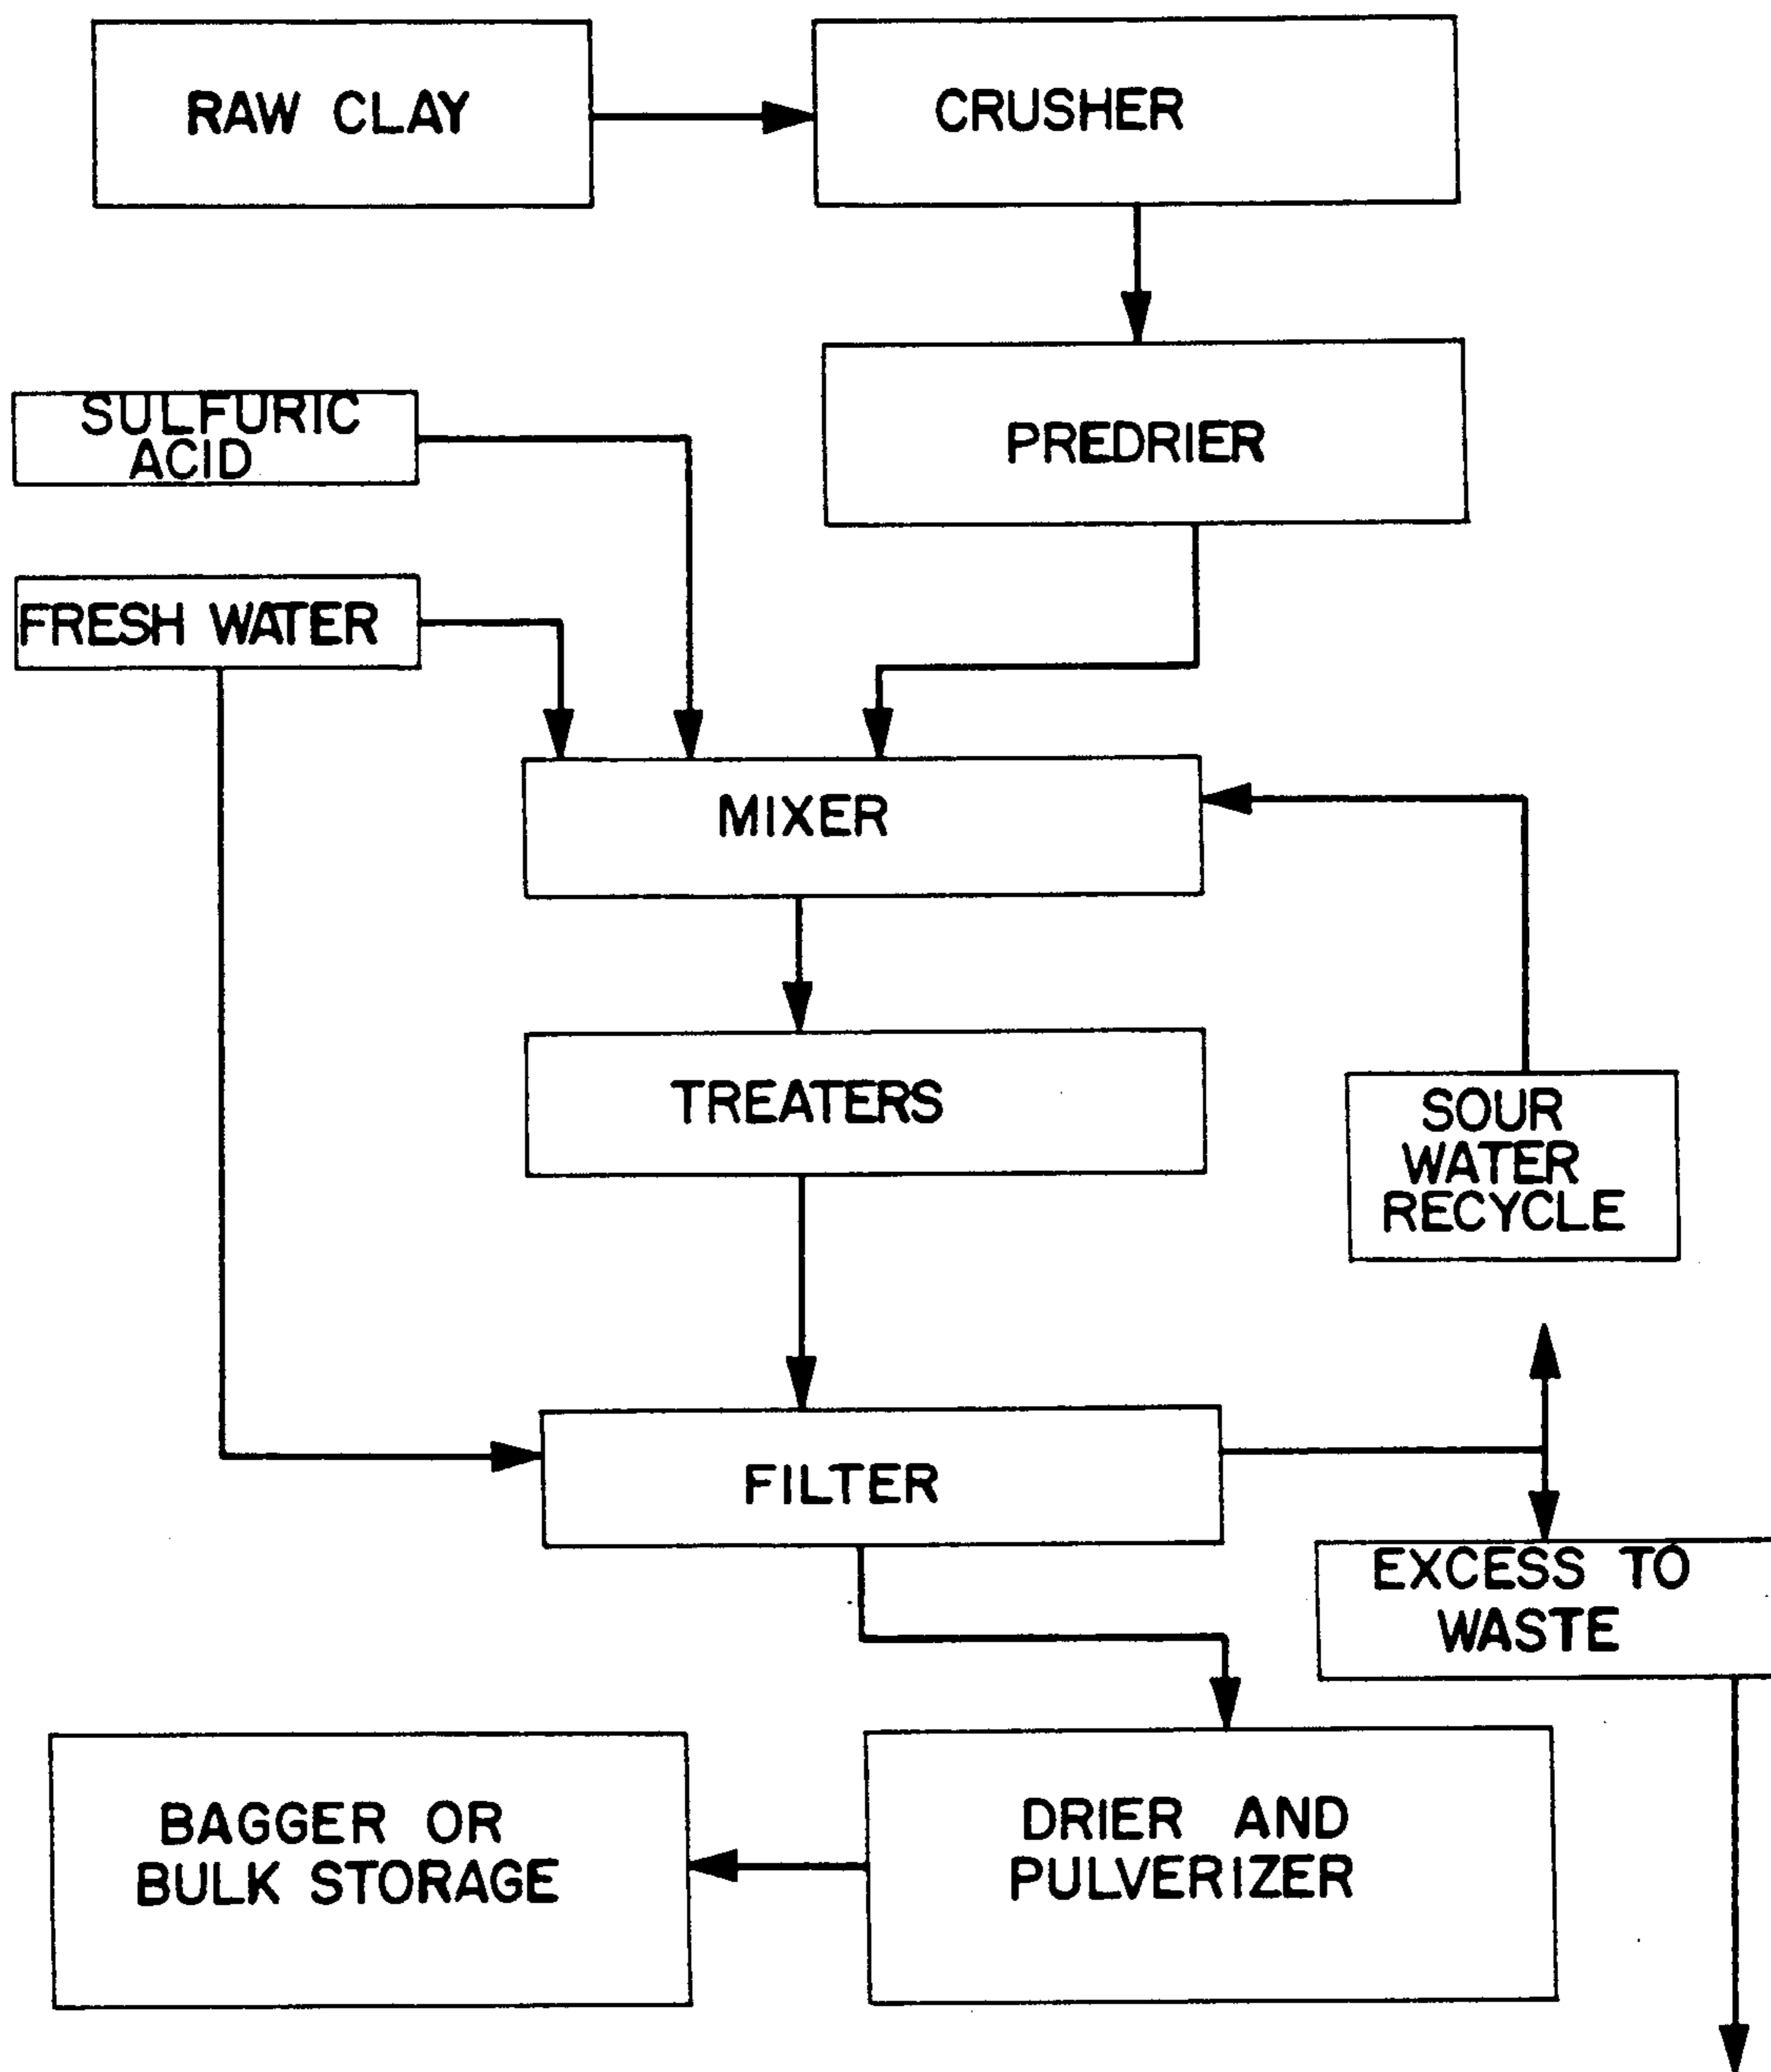 RAW CLAY
CRUSHER
SULFURIC
ACID
PREDRIER
FRESH WATER
MIXER
TREATERS
SOUR
WATER
RECYCLE
FILTER
EXCESS TO
WASTE
BAGGER OR
BULK STORAGE
DRIER AND
PULVERIZER